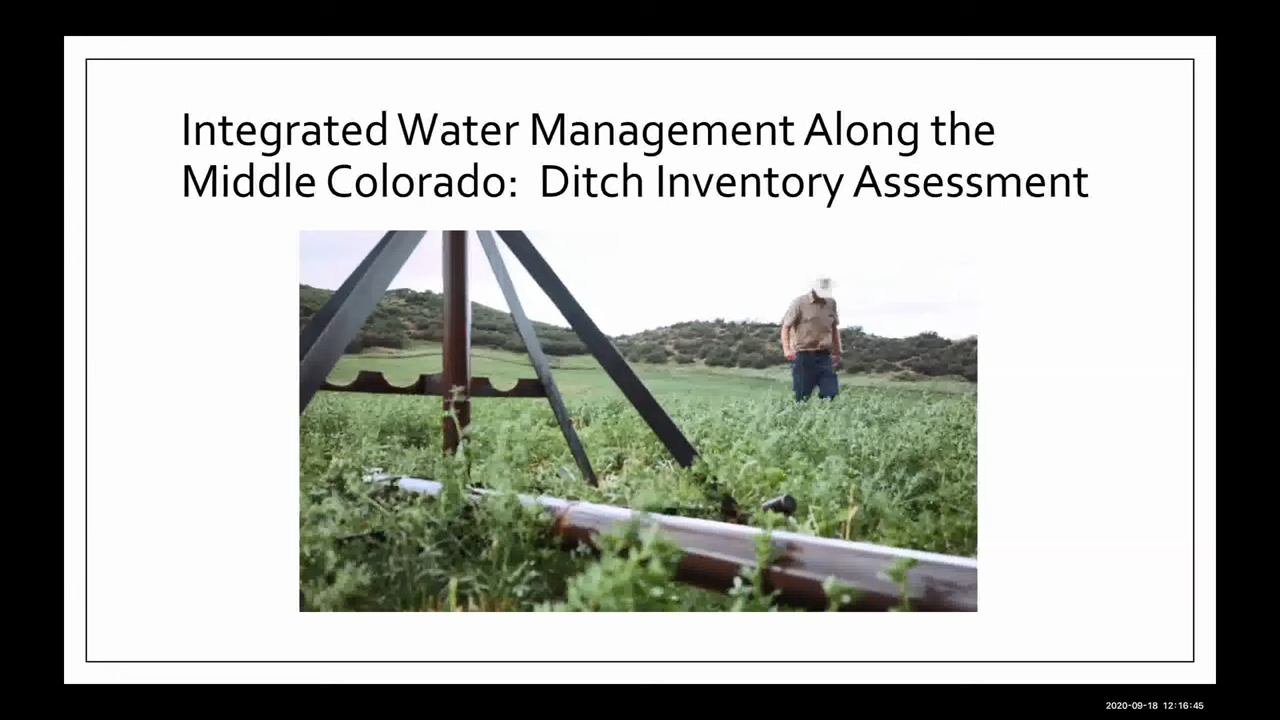 Integrated Water Management Along the
Middle Colorado: Ditch Inventory Assessment
2020-09-18 12:16:45